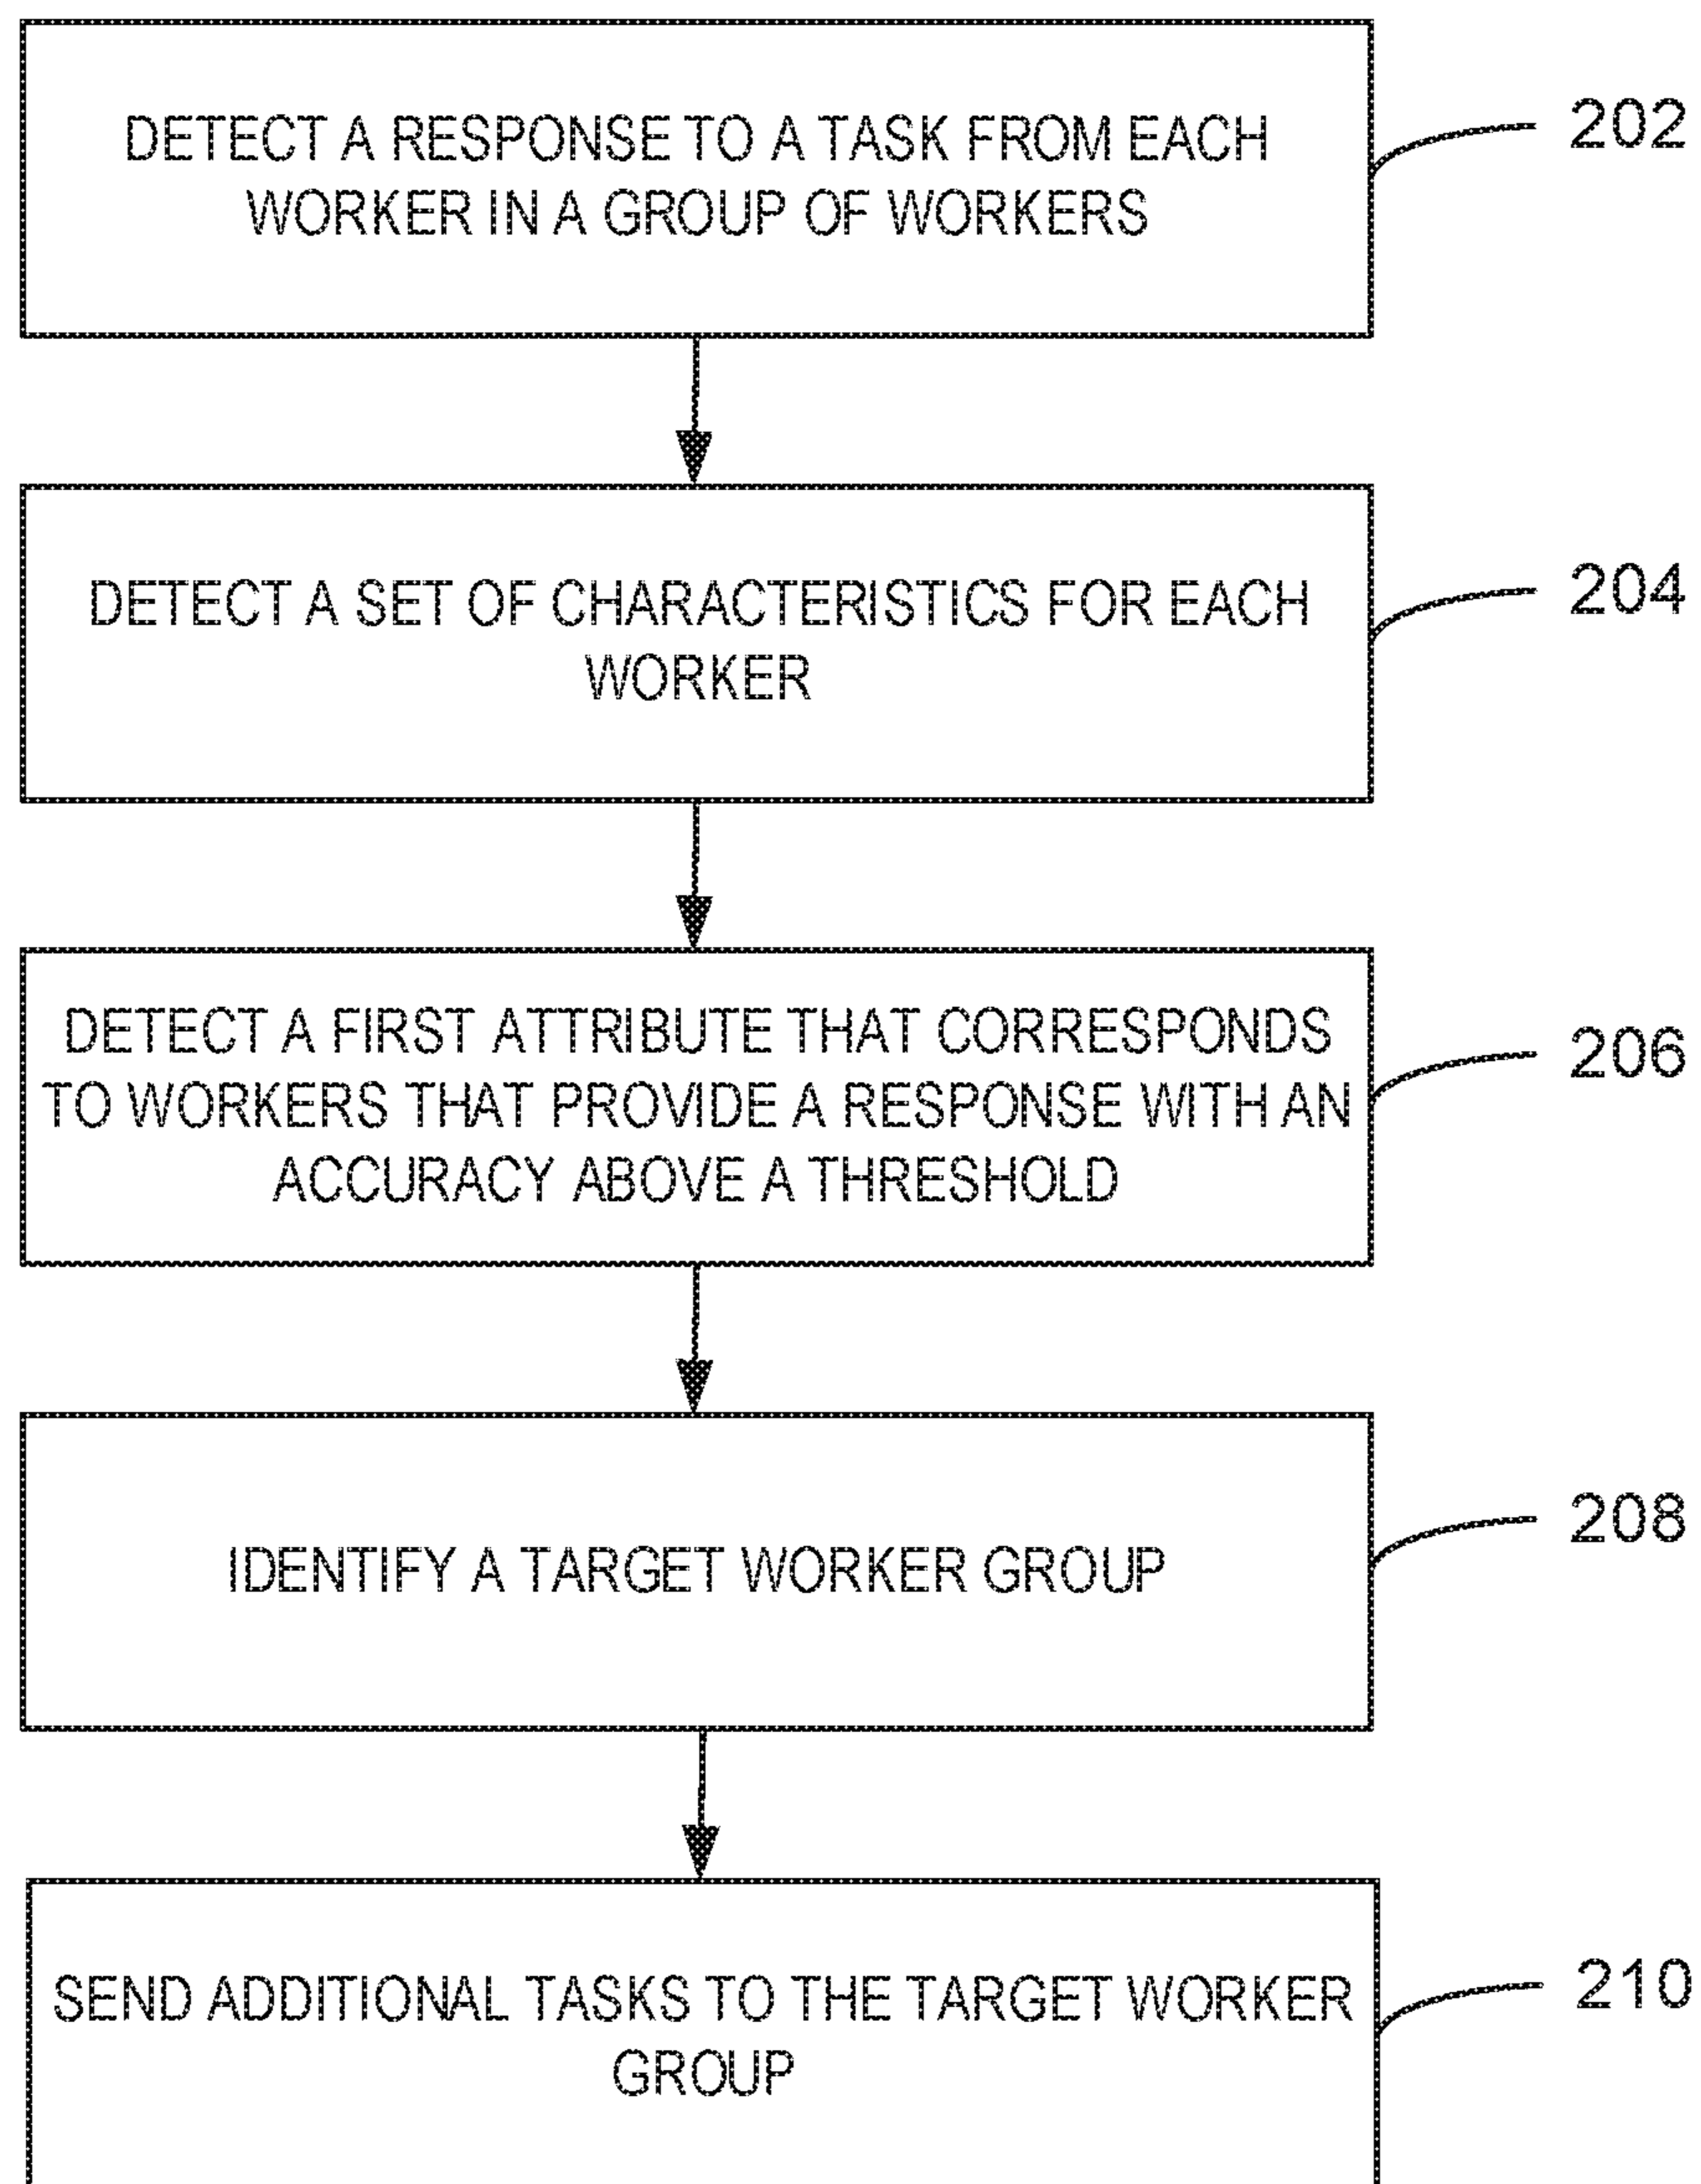 DETECT A RESPONSE TO A TASK FROM EACH
WORKER IN A GROUP OF WORKERS
202
DETECT A SET OF CHARACTERISTICS FOR EACH
WORKER
204
DETECT A FIRST ATTRIBUTE THAT CORRESPONDS
TO WORKERS THAT PROVIDE A RESPONSE WITH AN
ACCURACY ABOVE A THRESHOLD
206
IDENTIFY A TARGET WORKER GROUP
208
SEND ADDITIONAL TASKS TO THE TARGET WORKER
GROUP
210